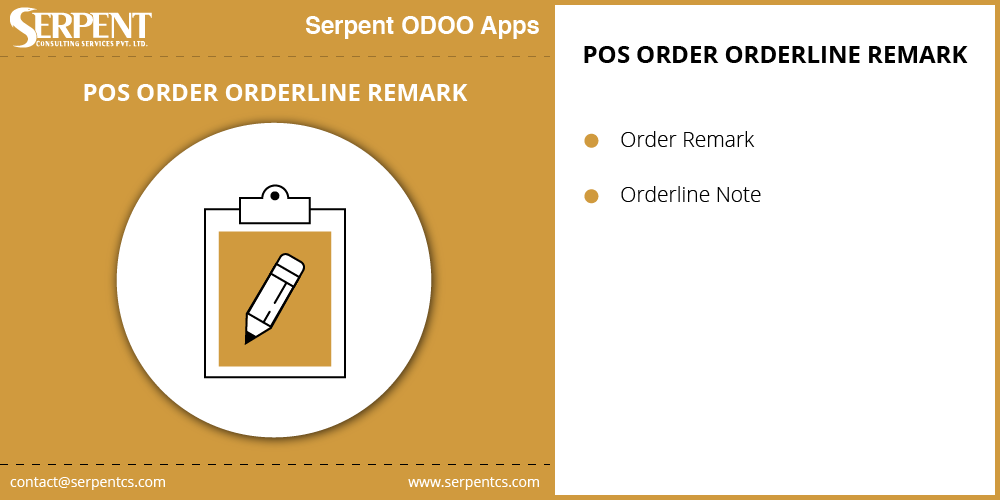 SERPENT
CONSULTING SERVICES PVT. LTD.
Serpent ODOO Apps
POS ORDER ORDERLINE REMARK
contact@serpentcs.com
www.serpentcs.com
POS ORDER ORDERLINE REMARK
Order Remark
Orderline Note